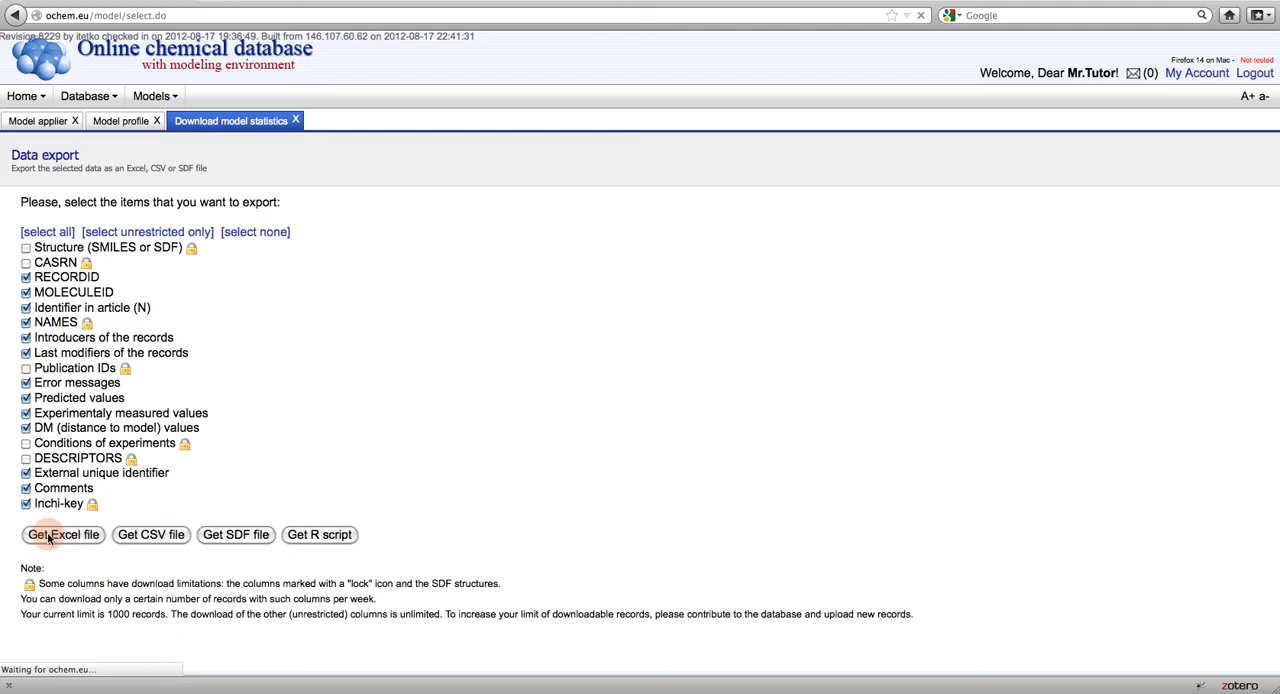 ochem.eu/model/select.do
Google
Revision 8229 by itetko checked in on 2012-08-17 19:36:49. Built from 146.107.60.62 on 2012-08-17 22:41:31
Online chemical database
with modeling environment
Firefox 14 on Mac - Not tested
Welcome, Dear Mr.Tutor! (0) My Account Logout
Home Database Models
A+ a-
Model applier X Model profile X Download model statistics X
Data export
Export the selected data as an Excel, CSV or SDF file
Please, select the items that you want to export:
[select all] [select unrestricted only] [select none]
Structure (SMILES or SDF)
CASRN
RECORDID
MOLECULEID
Identifier in article (N)
NAMES
Introducers of the records
Last modifiers of the records
Publication IDs
Error messages
Predicted values
Experimentaly measured values
DM (distance to model) values
Conditions of experiments
DESCRIPTORS
External unique identifier
Comments
Inchi-key
Get Excel file Get CSV file Get SDF file Get R script
Note:
Some columns have download limitations: the columns marked with a "lock" icon and the SDF structures.
You can download only a certain number of records with such columns per week.
Your current limit is 1000 records. The download of the other (unrestricted) columns is unlimited. To increase your limit of downloadable records, please contribute to the database and upload new records.
Waiting for ochem.eu...
zotero